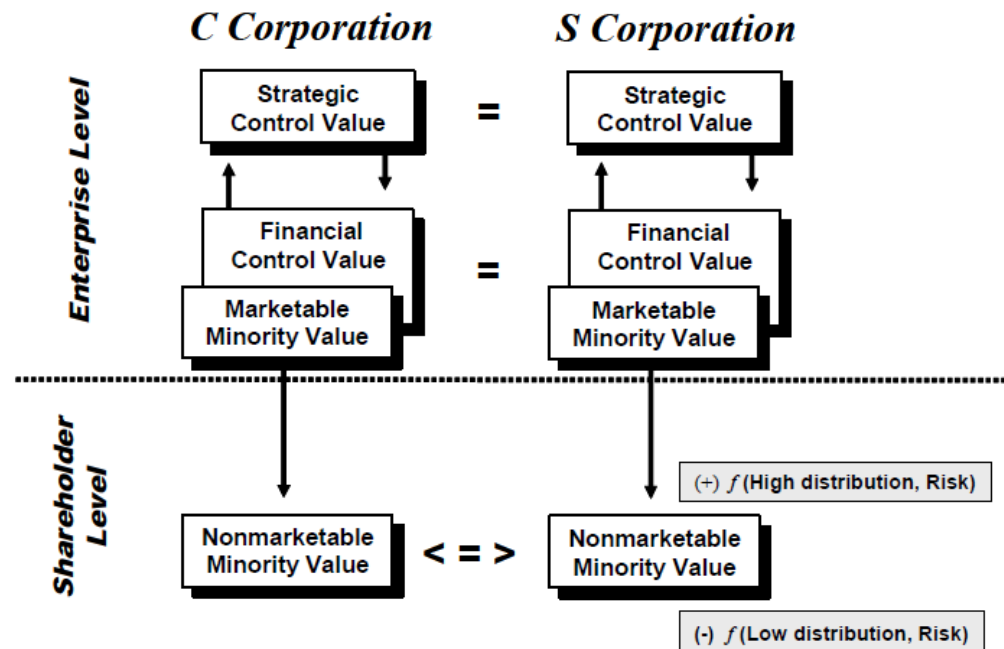 C Corporation
S Corporation
Enterprise Level
Strategic
Control Value
=
Strategic
Control Value
Financial
Control Value
=
Financial
Control Value
Marketable
Minority Value
Marketable
Minority Value
Shareholder
Level
(+) f (High distribution, Risk)
Nonmarketable
Minority Value
< = >
Nonmarketable
Minority Value
(-) f (Low distribution, Risk)